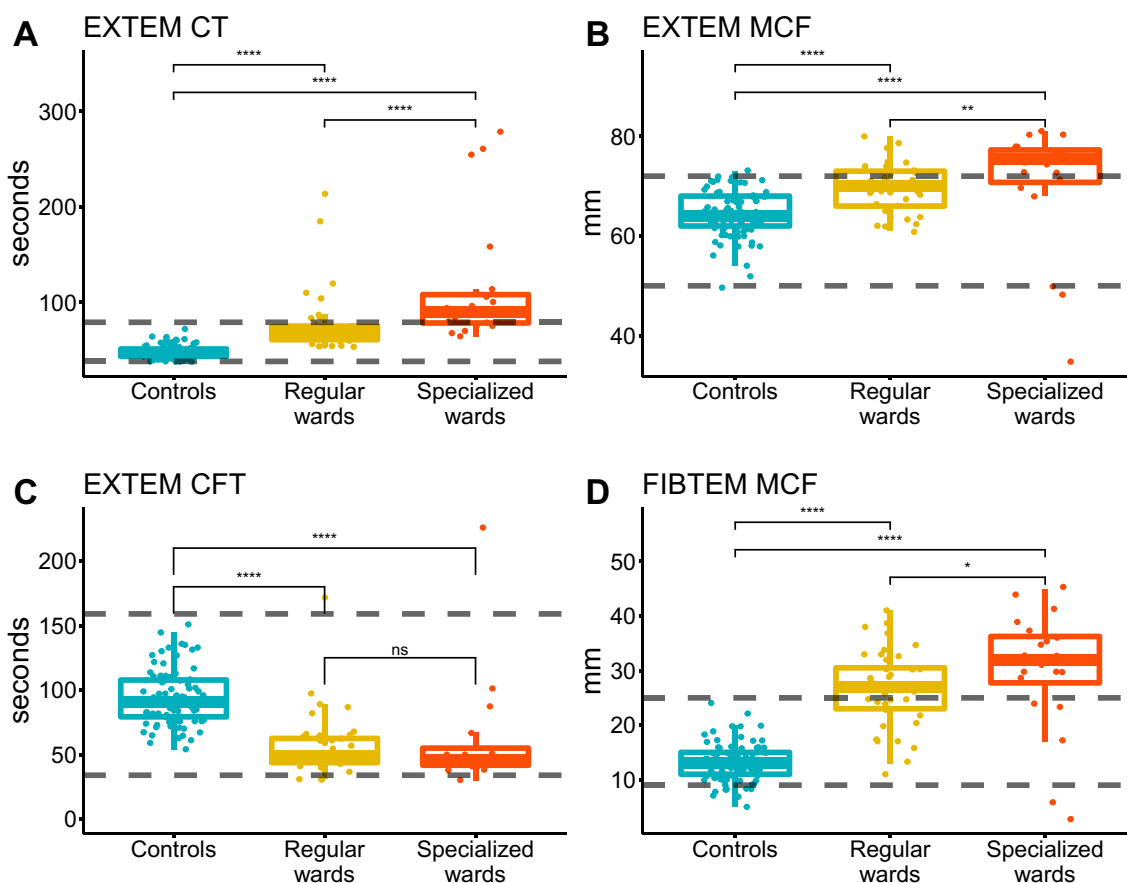 A EXTEM CT
seconds
300
200
100
****
****
****
Controls
Regular
wards
Specialized
wards
B EXTEM MCF
mm
80
60
40
****
****
**
Controls
Regular
wards
Specialized
wards
C EXTEM CFT
seconds
200
150
100
50
0
****
****
ns
Controls
Regular
wards
Specialized
wards
D FIBTEM MCF
mm
50
40
30
20
10
****
****
*
Controls
Regular
wards
Specialized
wards